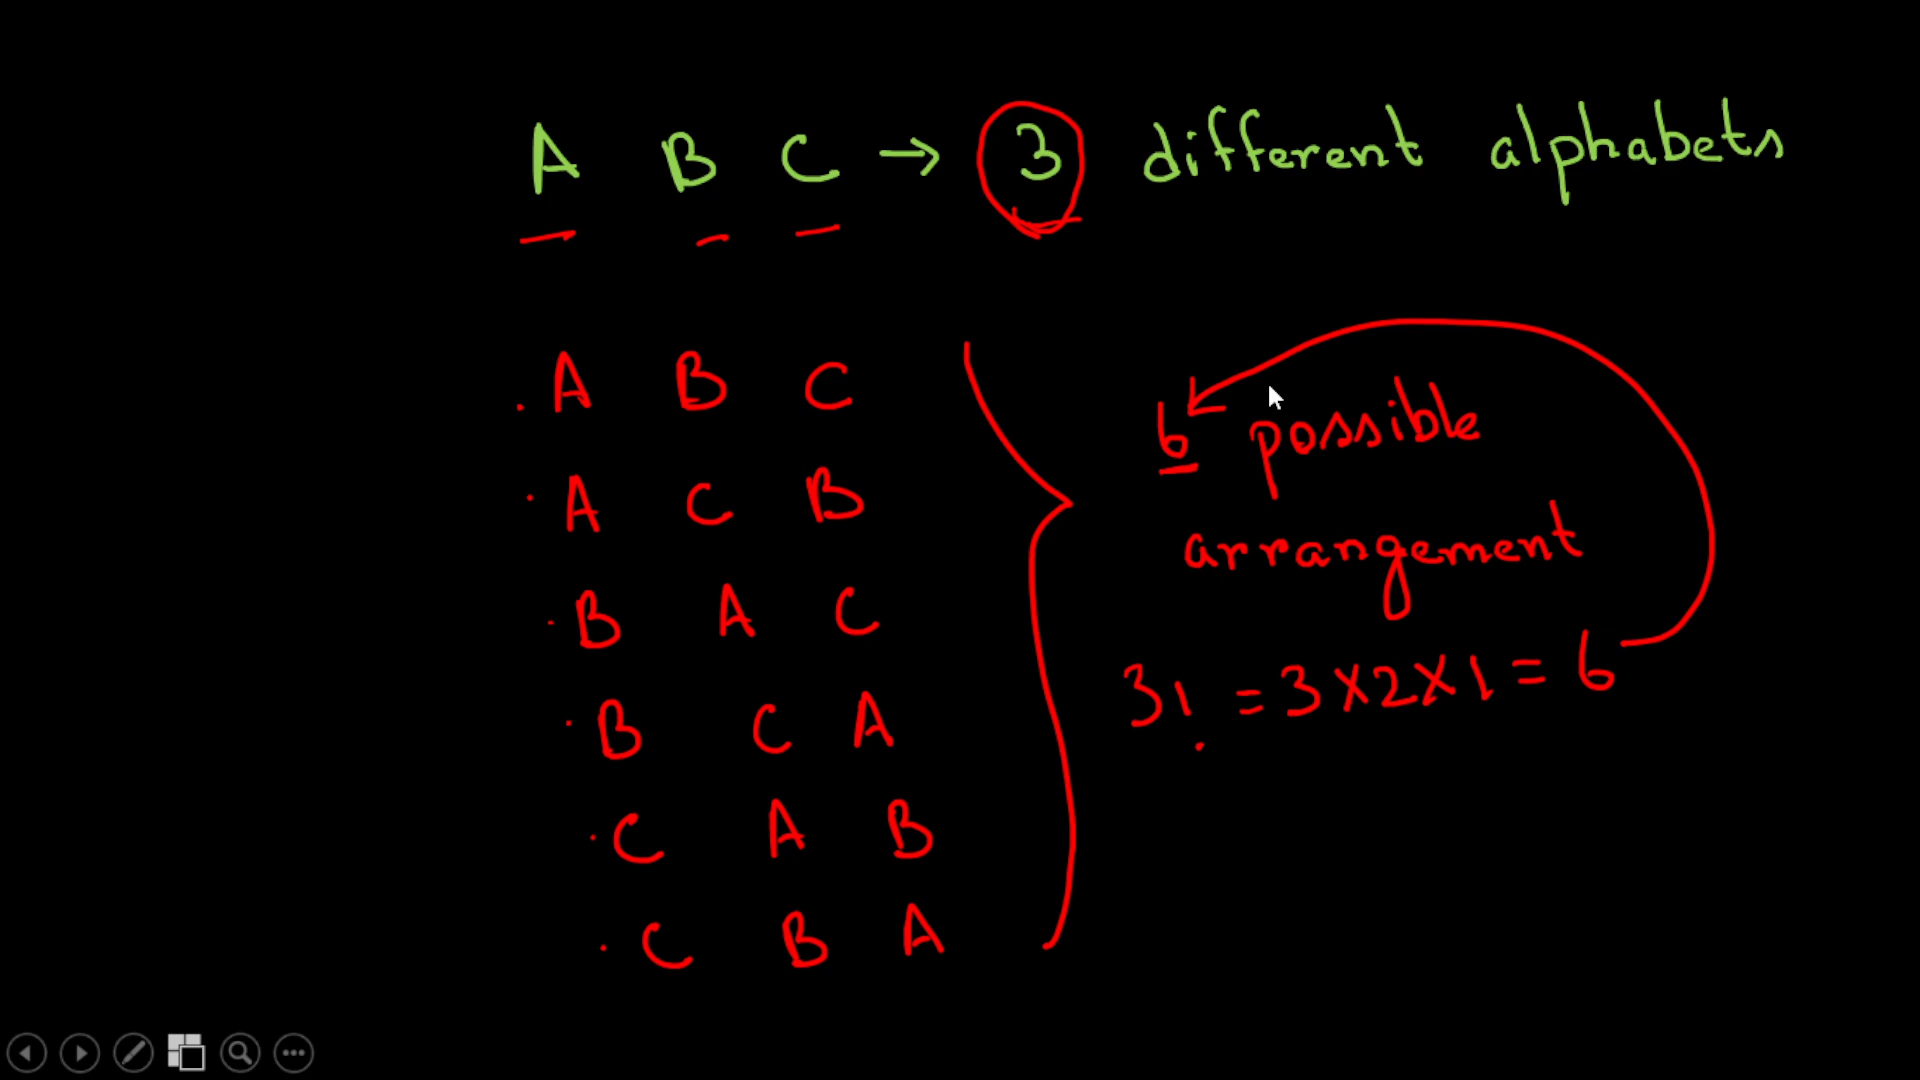 A B C → 3 different alphabets
. A B C
. A C B
. B A C
. B C A
. C A B
. C B A
6 possible
arrangement
3! = 3 X 2 X 1 = 6